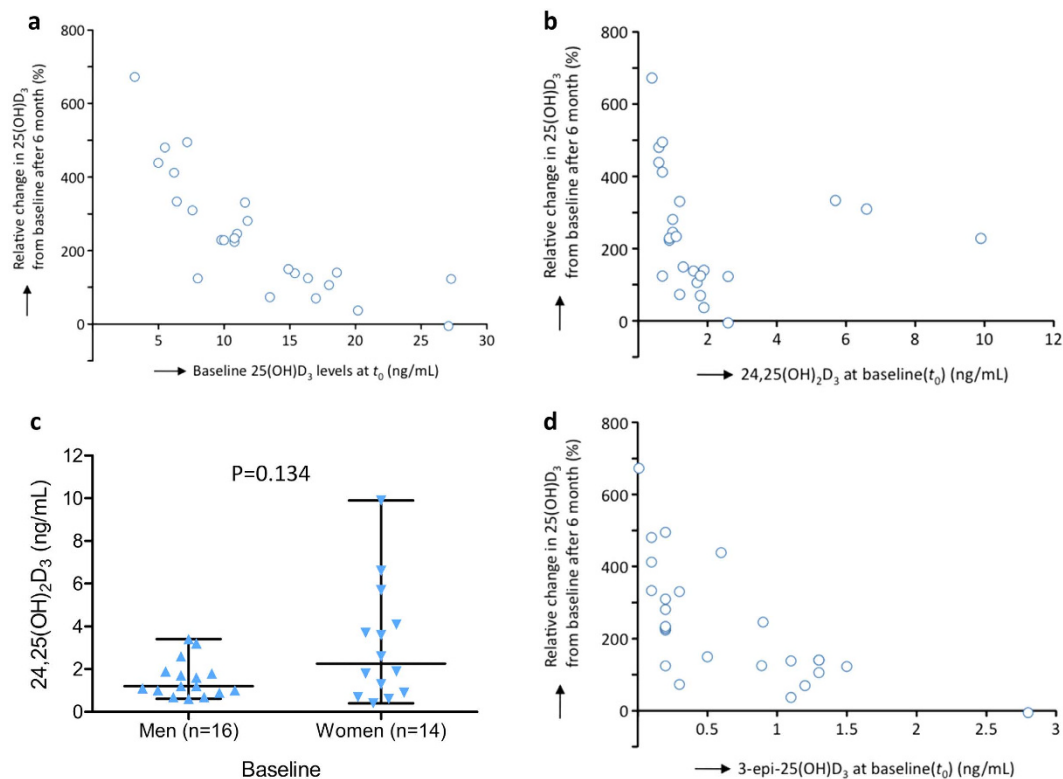 a
Relative change in 25(OH)D3
from baseline after 6 month (%)
800
600
400
200
0
5
10
15
20
25
30
Baseline 25(OH)D3 levels at t0 (ng/mL)
b
Relative change in 25(OH)D3
from baseline after 6 month (%)
800
700
600
500
400
300
200
100
0
0
2
4
6
8
10
12
24,25(OH)2D3 at baseline(t0) (ng/mL)
c
P=0.134
24,25(OH)2D3 (ng/mL)
12
10
8
6
4
2
0
Men (n=16)
Women (n=14)
Baseline
d
Relative change in 25(OH)D3
from baseline after 6 month (%)
800
600
400
200
0
0.5
1
1.5
2
2.5
3
3-epi-25(OH)D3 at baseline(t0) (ng/mL)